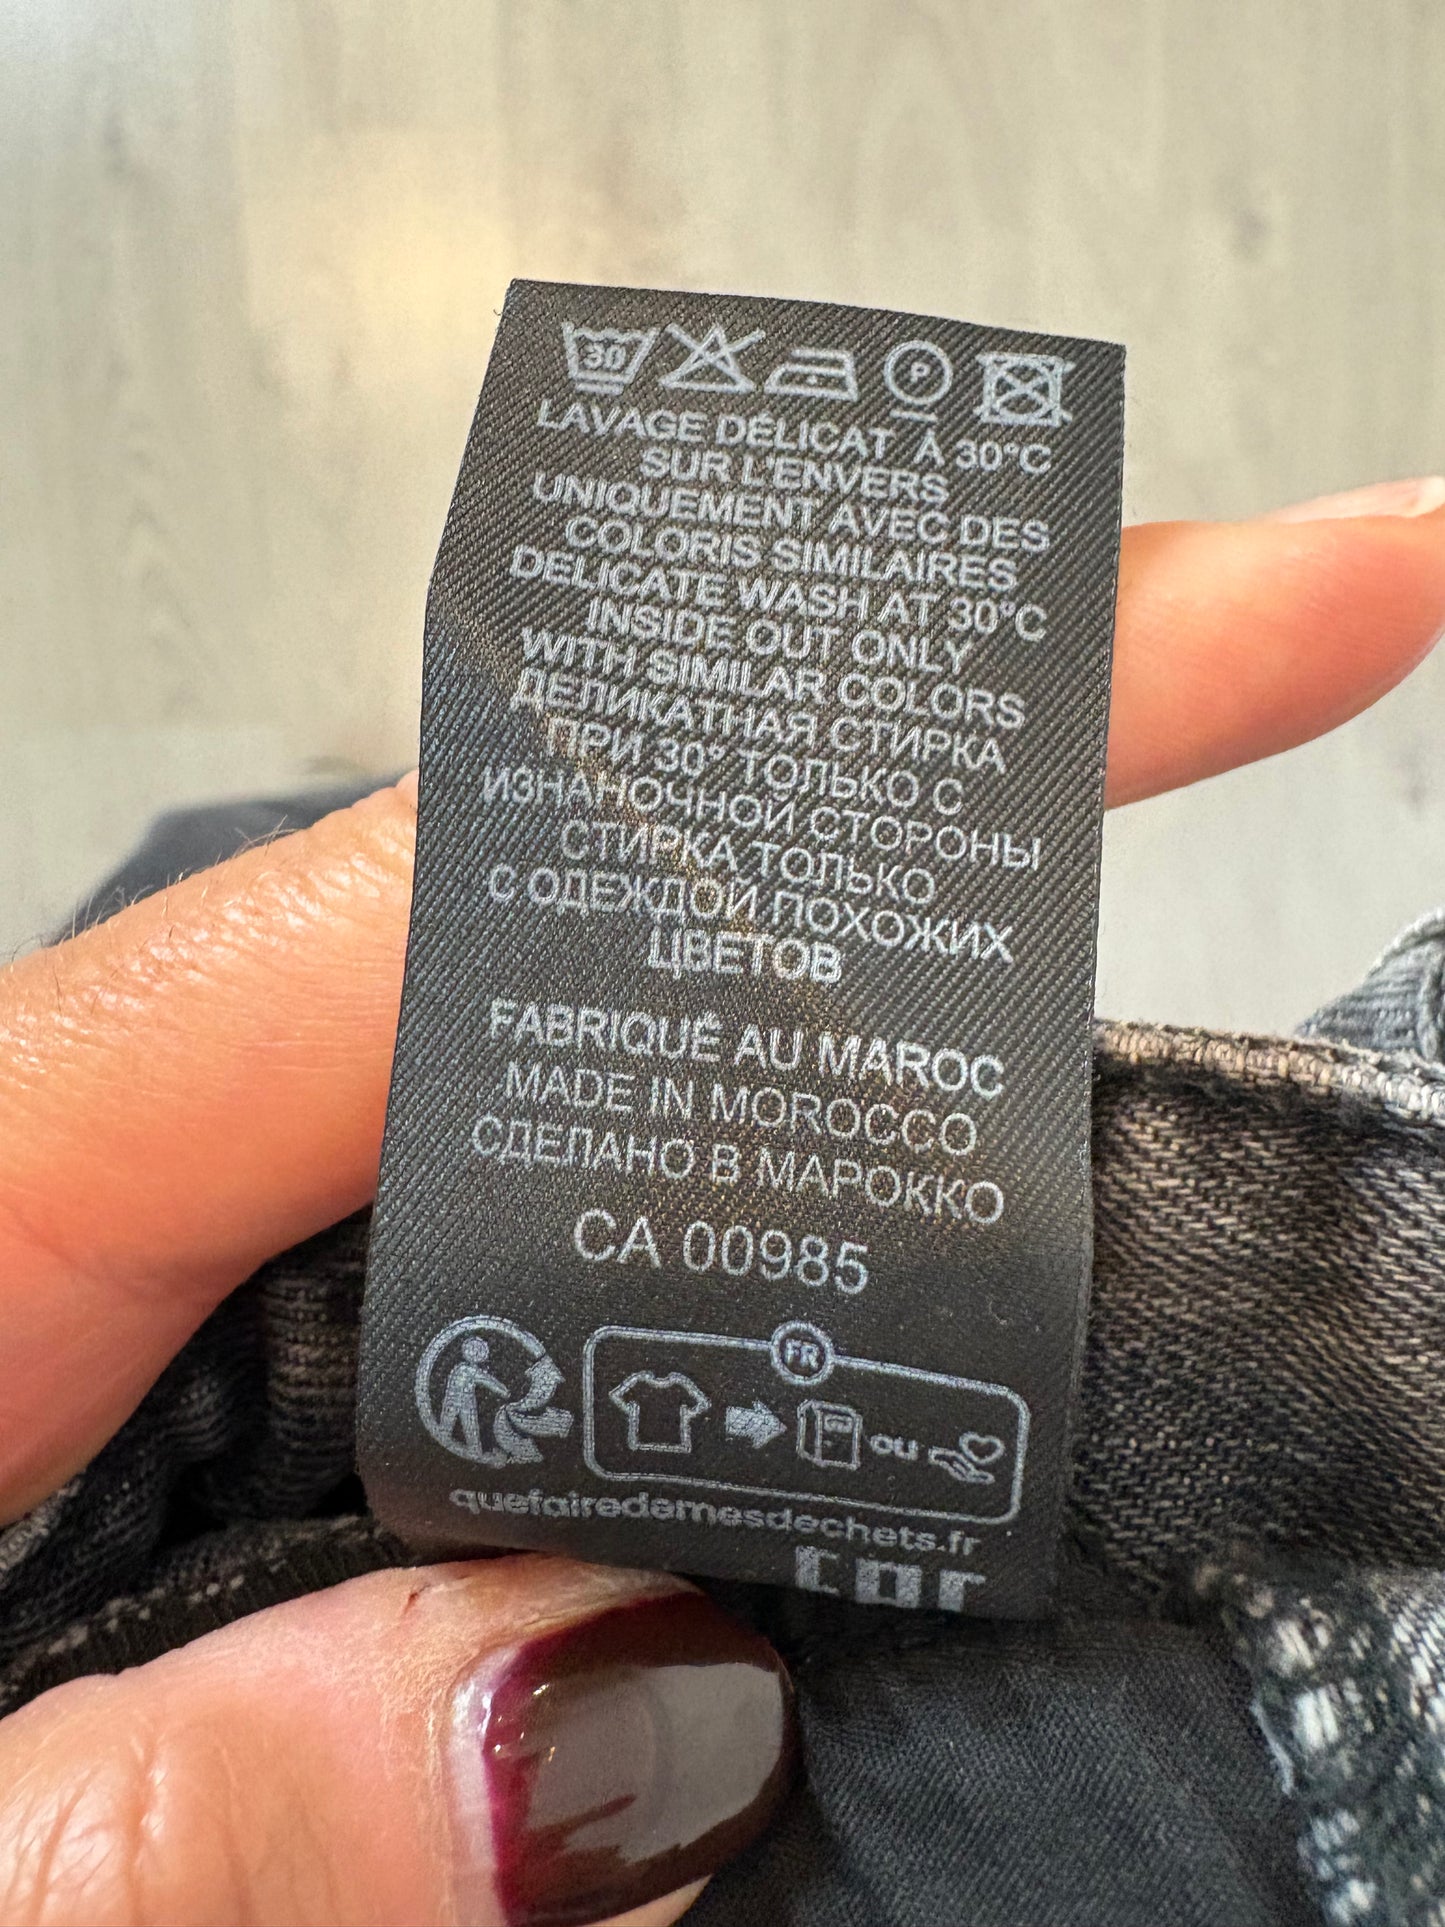 30
P
LAVAGE DÉLICAT À 30°C
SUR L'ENVERS
UNIQUEMENT AVEC DES
COLORIS SIMILAIRES
DELICATE WASH AT 30°C
INSIDE OUT ONLY
WITH SIMILAR COLORS
ДЕЛИКАТНАЯ СТИРКА
ПРИ 30° ТОЛЬКО С
ИЗНАНОЧНОЙ СТОРОНЫ
СТИРКА ТОЛЬКО
С ОДЕЖДОЙ ПОХОЖИХ
ЦВЕТОВ
FABRIQUÉ AU MAROC
MADE IN MOROCCO
СДЕЛАНО В МАРОККО
CA 00985
FR
ou
quefairedemesdechets.fr